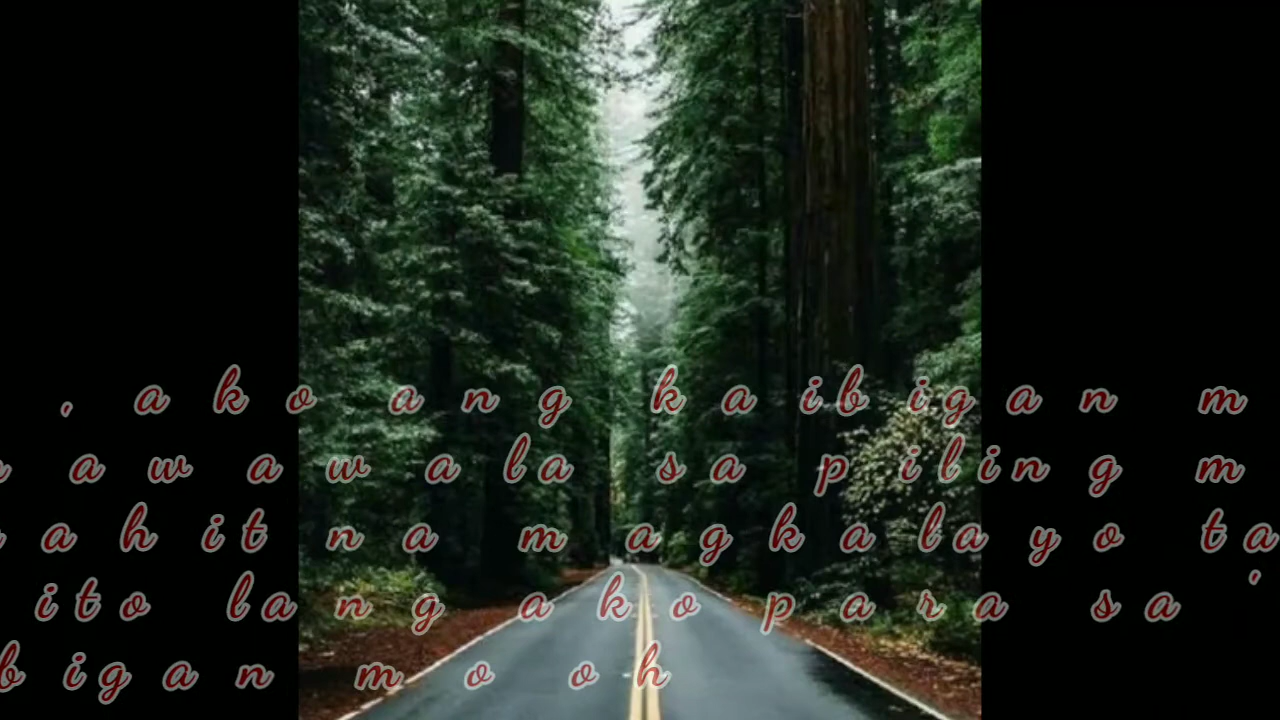 , ako ang kaibigan m
awawala sa piling m
ahit na magkalayo ta
ito lang ako para sa'
bigan mo oh